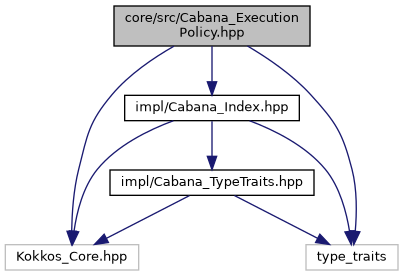 core/src/Cabana_Execution
Policy.hpp
impl/Cabana_Index.hpp
impl/Cabana_TypeTraits.hpp
Kokkos_Core.hpp
type_traits